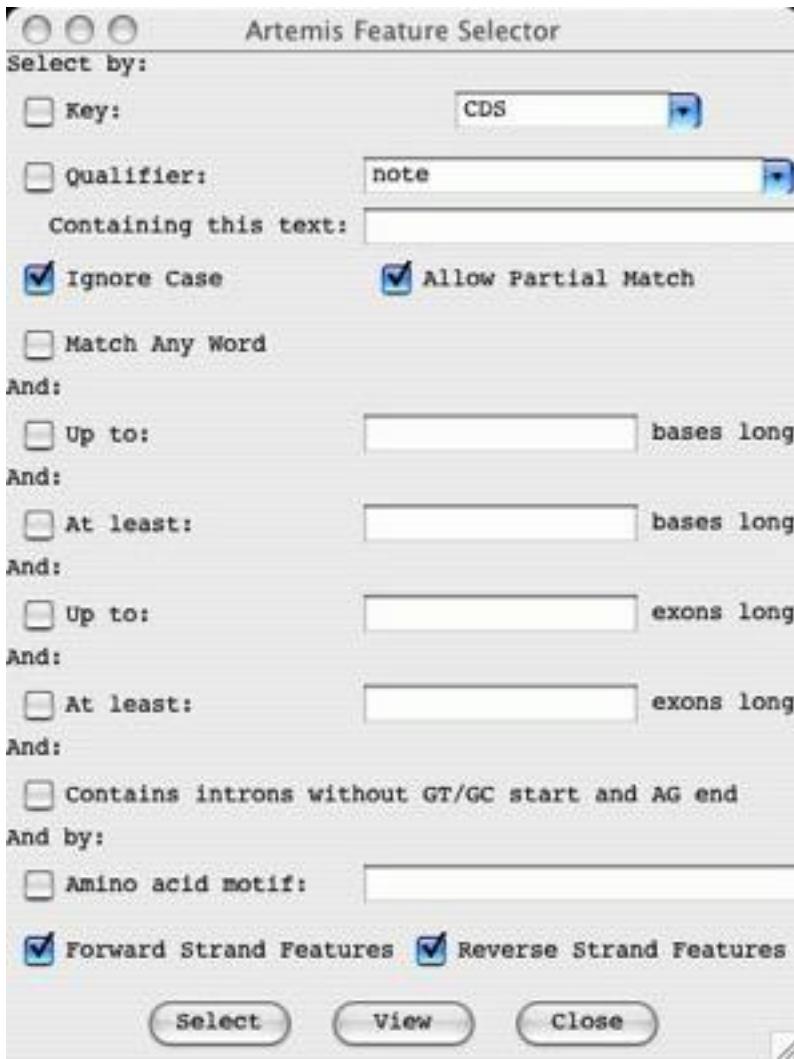 Artemis Feature Selector
Select by:
Key: CDS
Qualifier: note
Containing this text:
Ignore Case Allow Partial Match
Match Any Word
And:
Up to: bases long
And:
At least: bases long
And:
Up to: exons long
And:
At least: exons long
And:
Contains introns without GT/GC start and AG end
And by:
Amino acid motif:
Forward Strand Features Reverse Strand Features
Select View Close